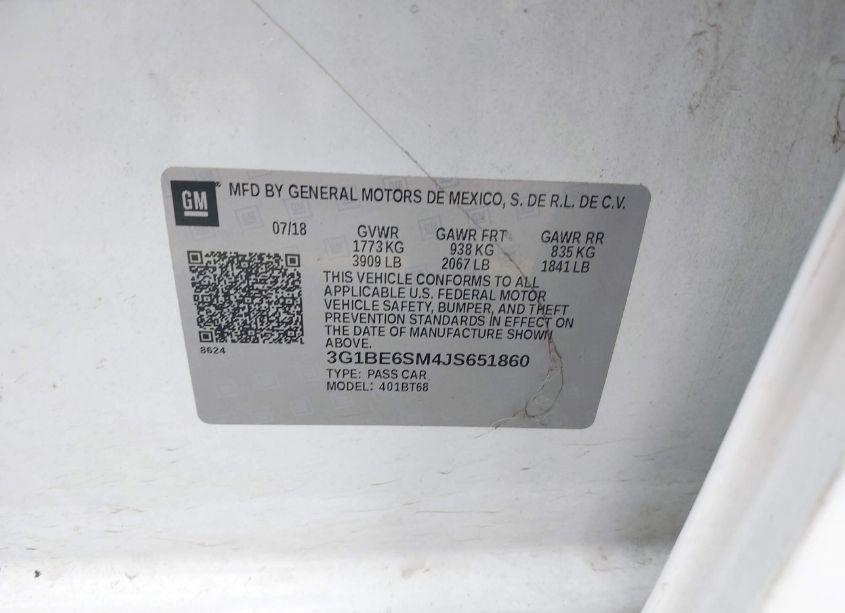 GM
MFD BY GENERAL MOTORS DE MEXICO, S. DE R.L. DE C.V.
07/18 GVWR GAWR FRT GAWR RR
1773 KG 938 KG 835 KG
3909 LB 2067 LB 1841 LB
THIS VEHICLE CONFORMS TO ALL
APPLICABLE U.S. FEDERAL MOTOR
VEHICLE SAFETY, BUMPER, AND THEFT
PREVENTION STANDARDS IN EFFECT ON
THE DATE OF MANUFACTURE SHOWN
ABOVE.
8624
3G1BE6SM4JS651860
TYPE: PASS CAR
MODEL: 401BT68